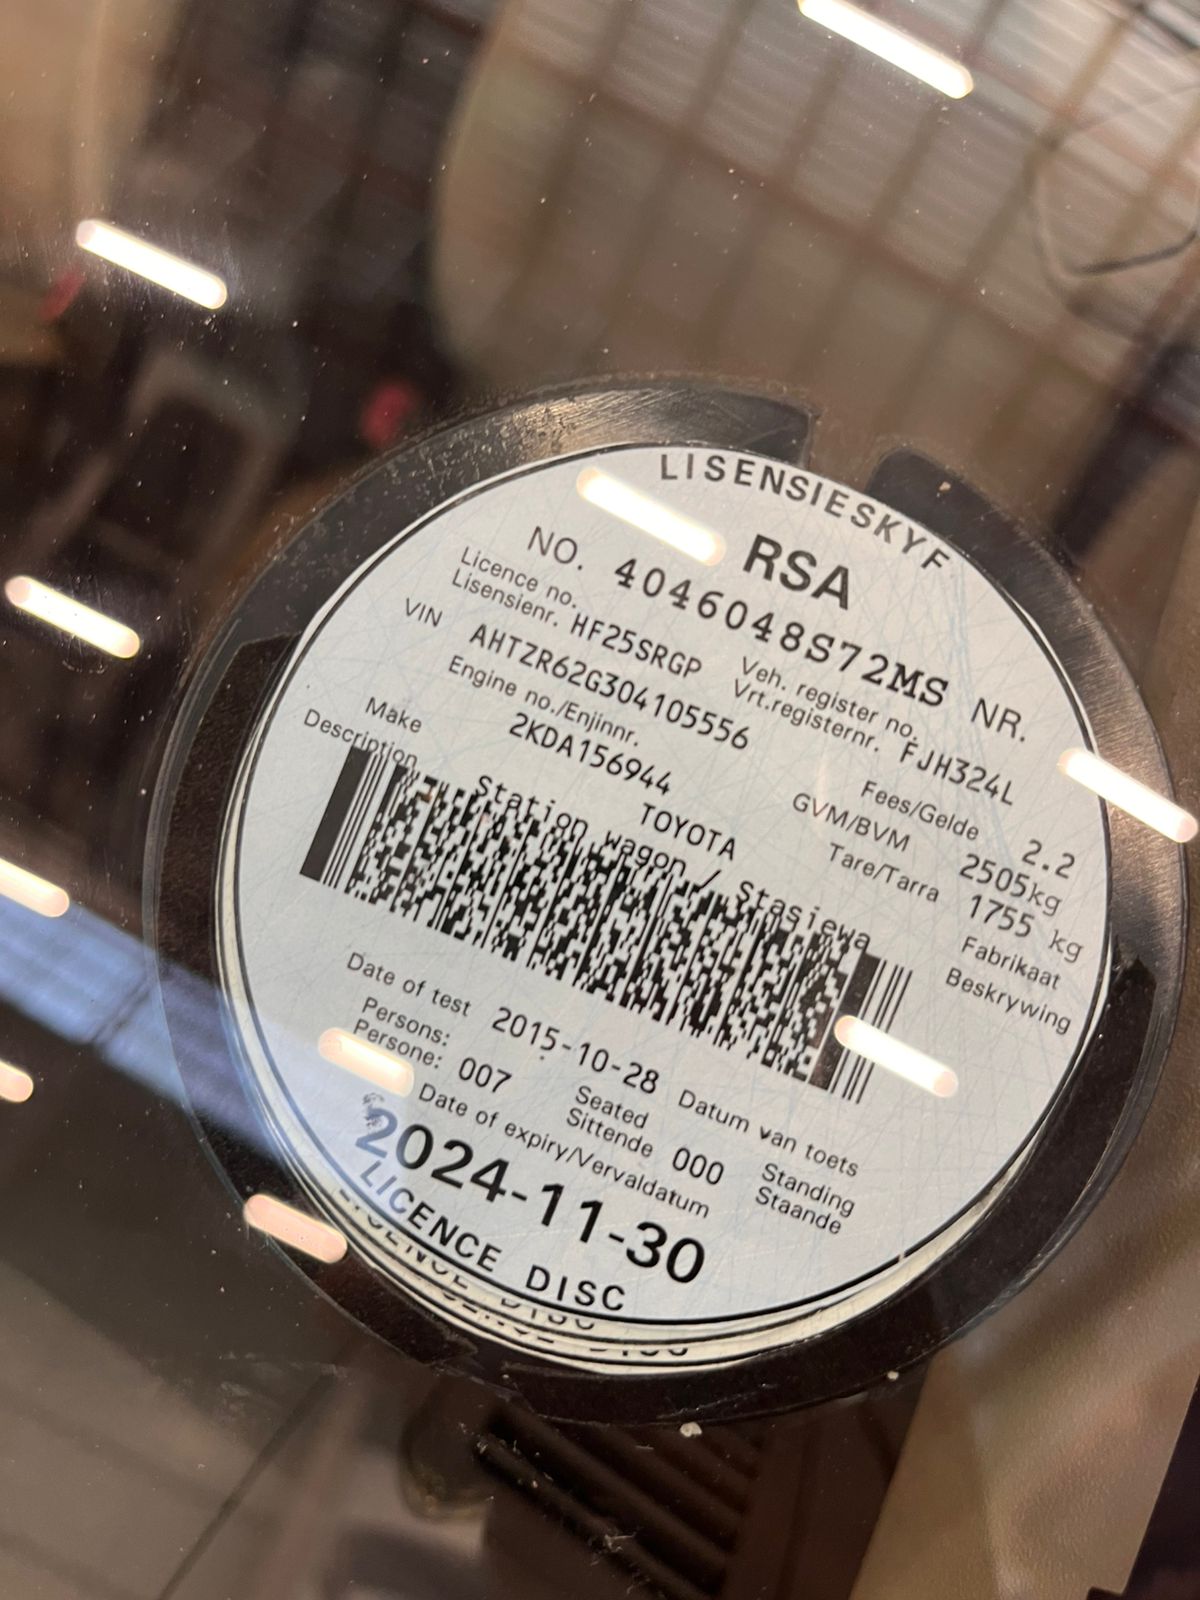 LISENSIESKYF
RSA
NO. 4046048S72MS NR.
Licence no. Lisensienr. HF25SRGP Veh. register no. Vrt.registernr. FJH324L
VIN AHTZR62G304105556 Fees/Gelde 2.2
Engine no./Enjinnr. 2KDA156944 GVM/BVM 2505kg
Tare/Tarra 1755 kg
Make TOYOTA Fabrikaat
Description Station wagon / Stasiewa Beskrywing
Date of test 2015-10-28 Datum van toets
Persons: Persone: 007 Seated Sittende 000 Standing Staande
Date of expiry/Vervaldatum
2024-11-30
LICENCE DISC